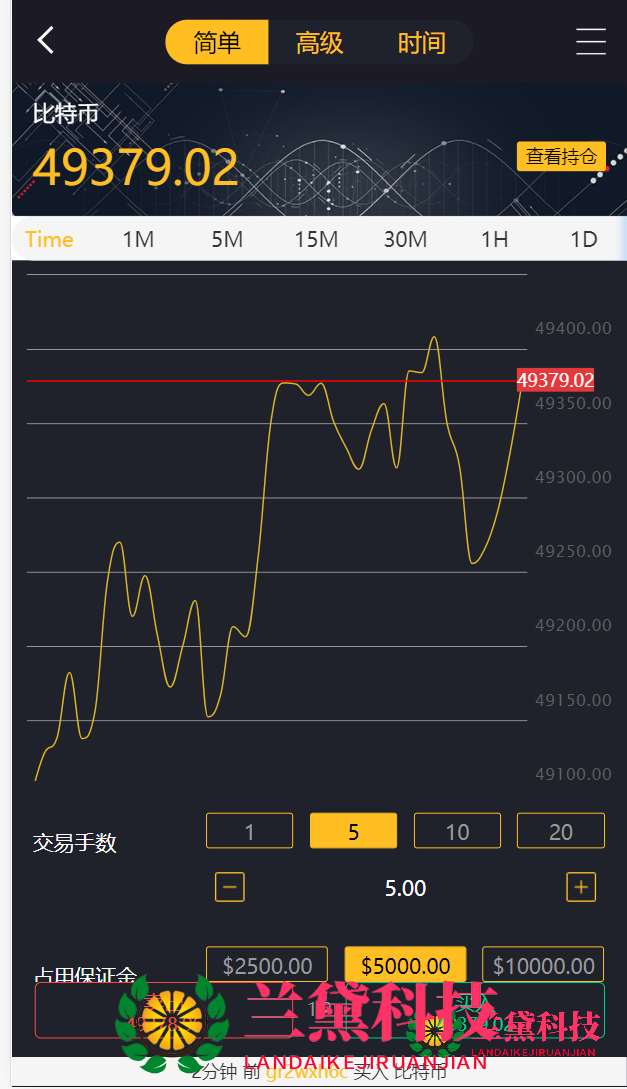 简单 高级 时间
比特币
49379.02
查看持仓
Time 1M 5M 15M 30M 1H 1D
49400.00
49379.02
49350.00
49300.00
49250.00
49200.00
49150.00
49100.00
交易手数
1 5 10 20
5.00
占用保证金
$2500.00 $5000.00 $10000.00
买入
兰黛科技
LANDAIKEJIRUANJIAN
兰黛科技
LANDAIKEJIRUANJIAN
2分钟 前 grzwxhoc 买入 比特币